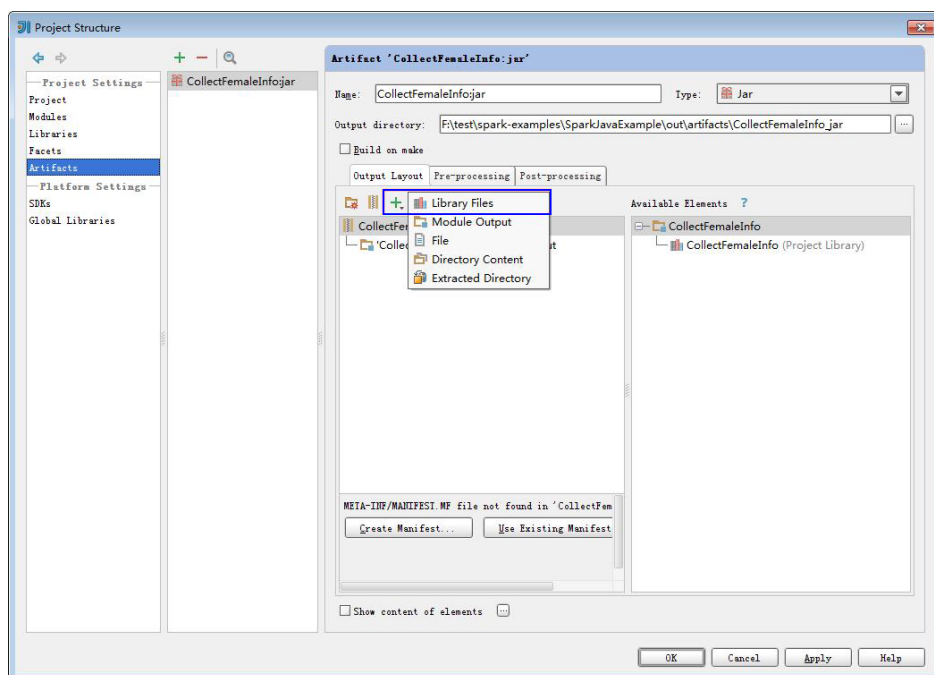 Project Structure
Project Settings
Project
Modules
Libraries
Facets
Artifacts
Platform Settings
SDKs
Global Libraries
CollectFemaleInfo:jar
Artifact 'CollectFemaleInfo:jar'
Name: CollectFemaleInfo:jar Type: Jar
Output directory: F:\test\spark-examples\SparkJavaExample\out\artifacts\CollectFemaleInfo_jar ...
Build on make
Output Layout Pre-processing Post-processing
Library Files
Module Output
File
Directory Content
Extracted Directory
CollectFe
'Collec ut
Available Elements ?
CollectFemaleInfo
CollectFemaleInfo (Project Library)
META-INF/MANIFEST.MF file not found in 'CollectFem
Create Manifest... Use Existing Manifest
Show content of elements ...
OK Cancel Apply Help